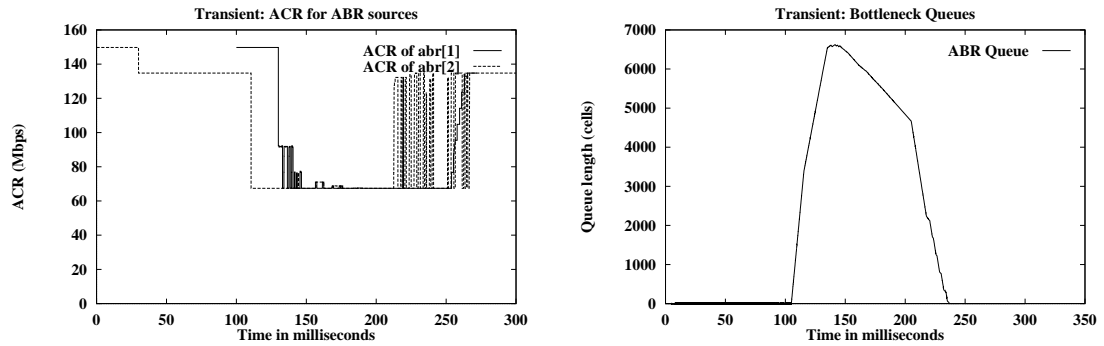 Transient: ACR for ABR sources
160
140
120
100
80
60
40
20
0
ACR (Mbps)
ACR of abr[1]
ACR of abr[2]
0 50 100 150 200 250 300
Time in milliseconds
Transient: Bottleneck Queues
7000
6000
5000
4000
3000
2000
1000
0
Queue length (cells)
ABR Queue
0 50 100 150 200 250 300 350
Time in milliseconds